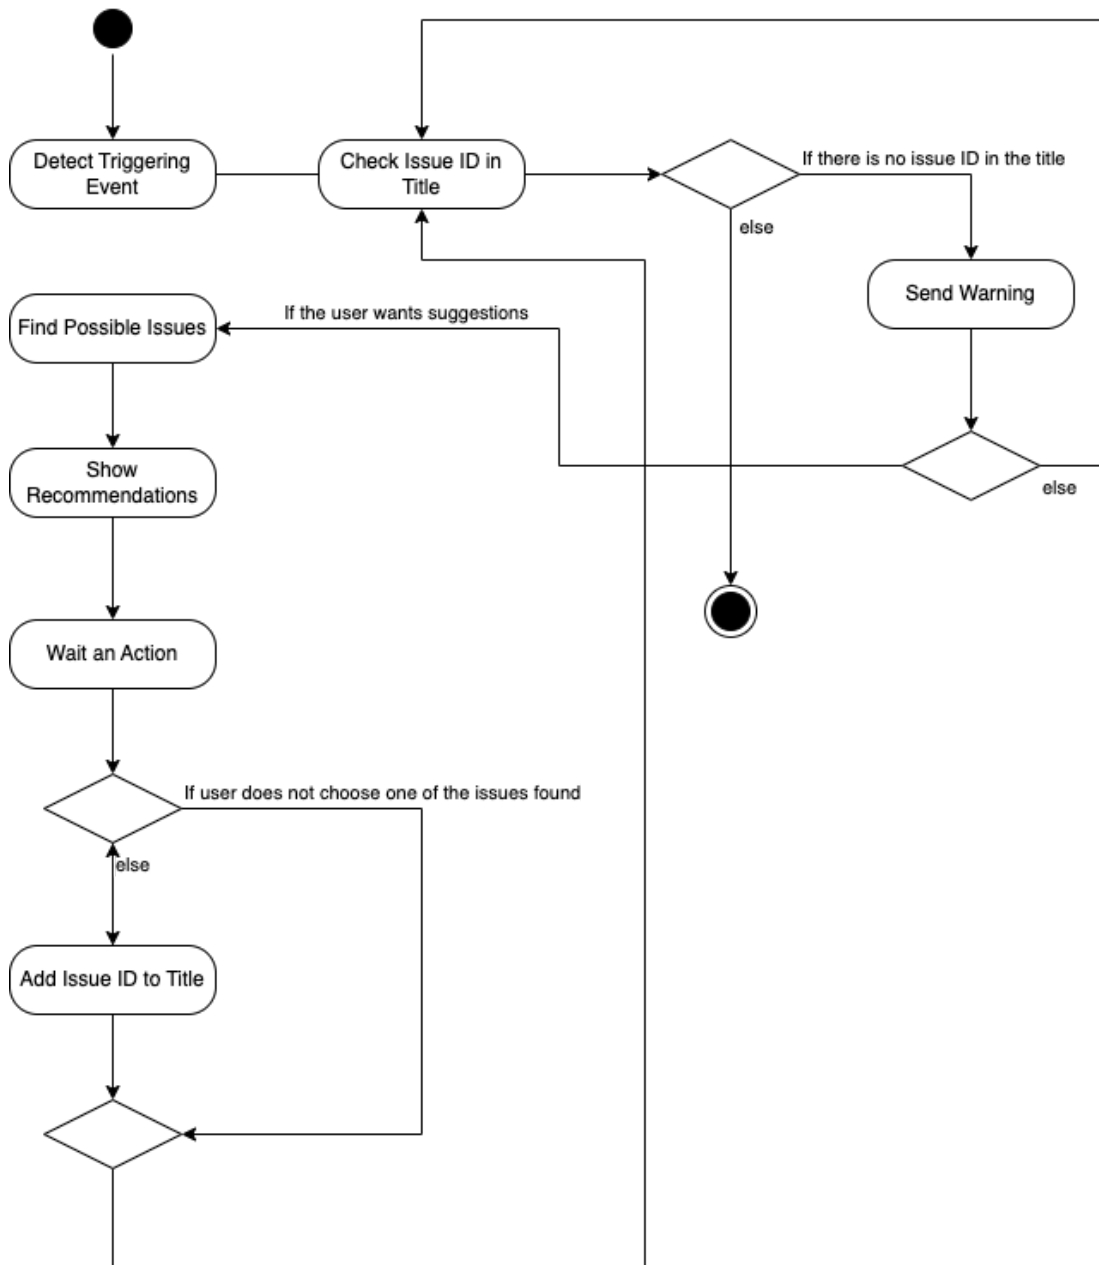 Detect Triggering
Event
Check Issue ID in
Title
If there is no issue ID in the title
else
Send Warning
If the user wants suggestions
Find Possible Issues
else
Show
Recommendations
Wait an Action
If user does not choose one of the issues found
else
Add Issue ID to Title